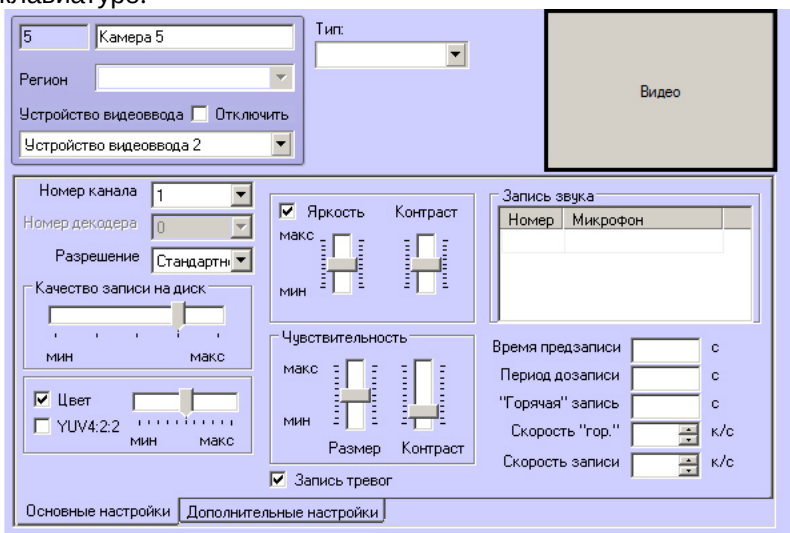 клавиатуре.
5 Камера 5
Тип:
Регион
Устройство видеоввода Отключить
Устройство видеоввода 2
Видео
Номер канала 1
Номер декодера 0
Разрешение Стандартн
Качество записи на диск
мин макс
Цвет
YUV4:2:2
мин макс
Яркость Контраст
макс
мин
Чувствительность
макс
мин
Размер Контраст
Запись тревог
Запись звука
Номер Микрофон
Время предзаписи с
Период дозаписи с
"Горячая" запись с
Скорость "гор." к/с
Скорость записи к/с
Основные настройки Дополнительные настройки